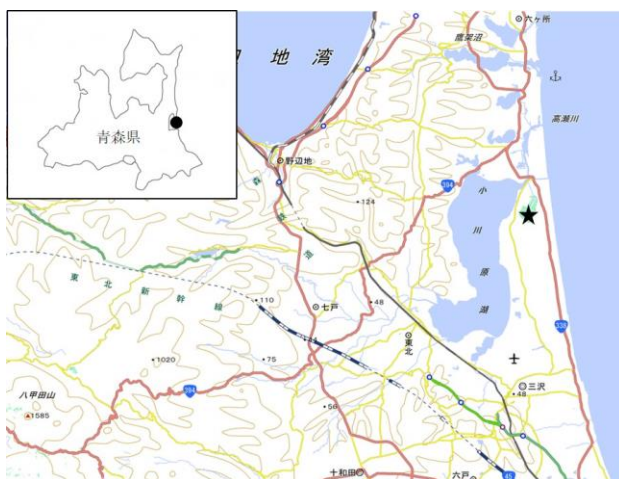 青森県
地湾
六ヶ所
鷹架沼
高瀬川
野辺地
394
小川原湖
124
東北新幹線
七戸
48
110
東北
338
1020
75
三沢
48
八甲田山
1585
394
56
十和田
六戸
45